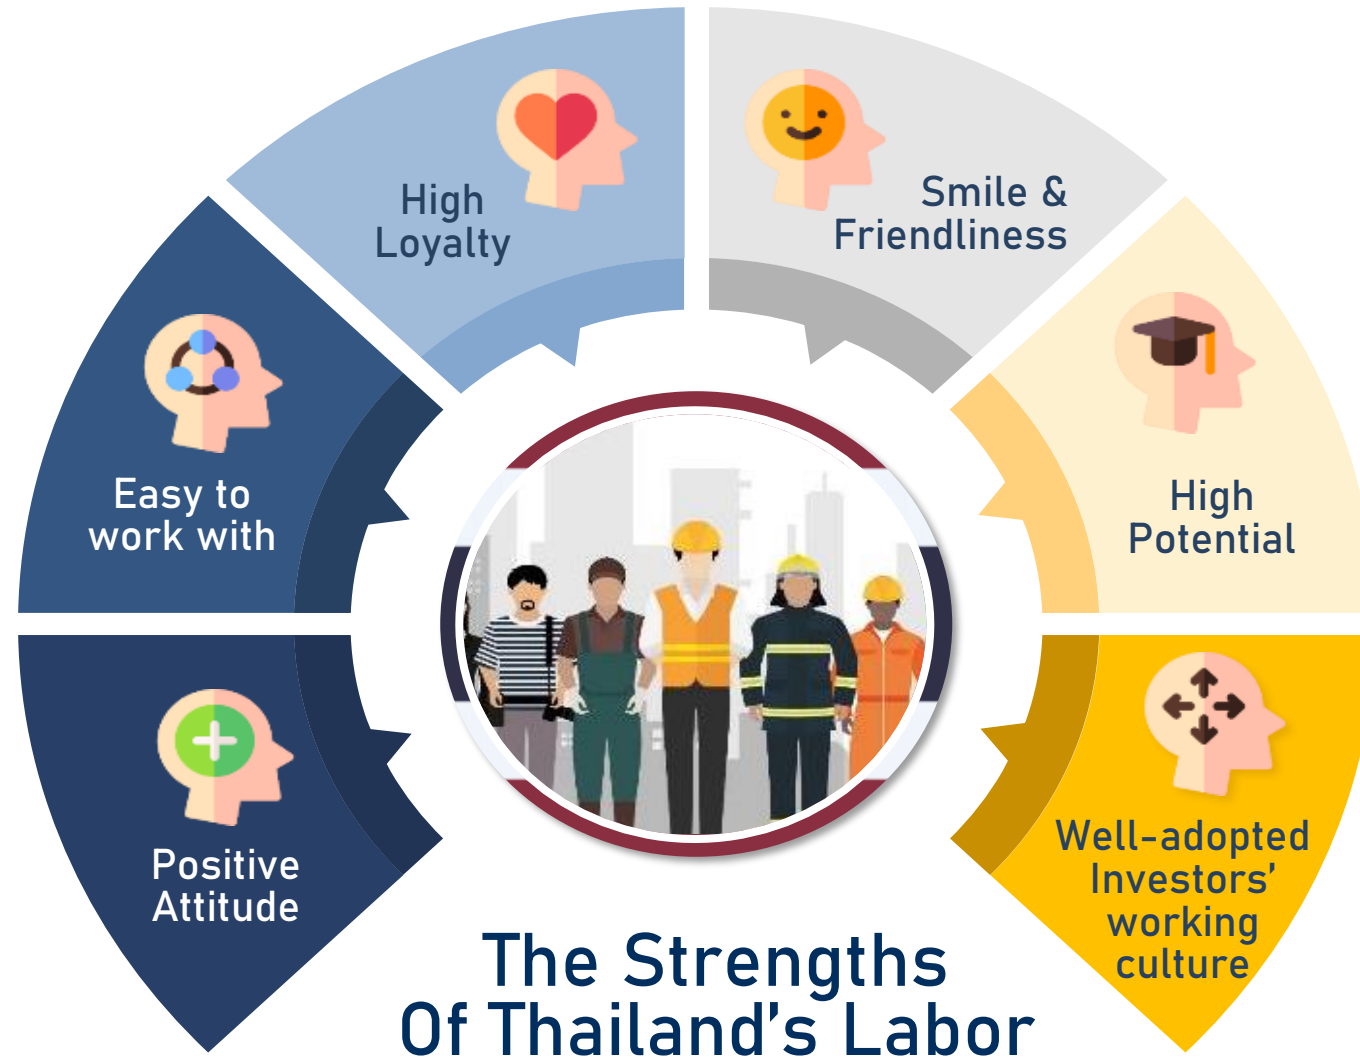 High
Loyalty
Smile &
Friendliness
Easy to
work with
High
Potential
Positive
Attitude
Well-adopted
Investors’
working
culture
The Strengths
Of Thailand’s Labor